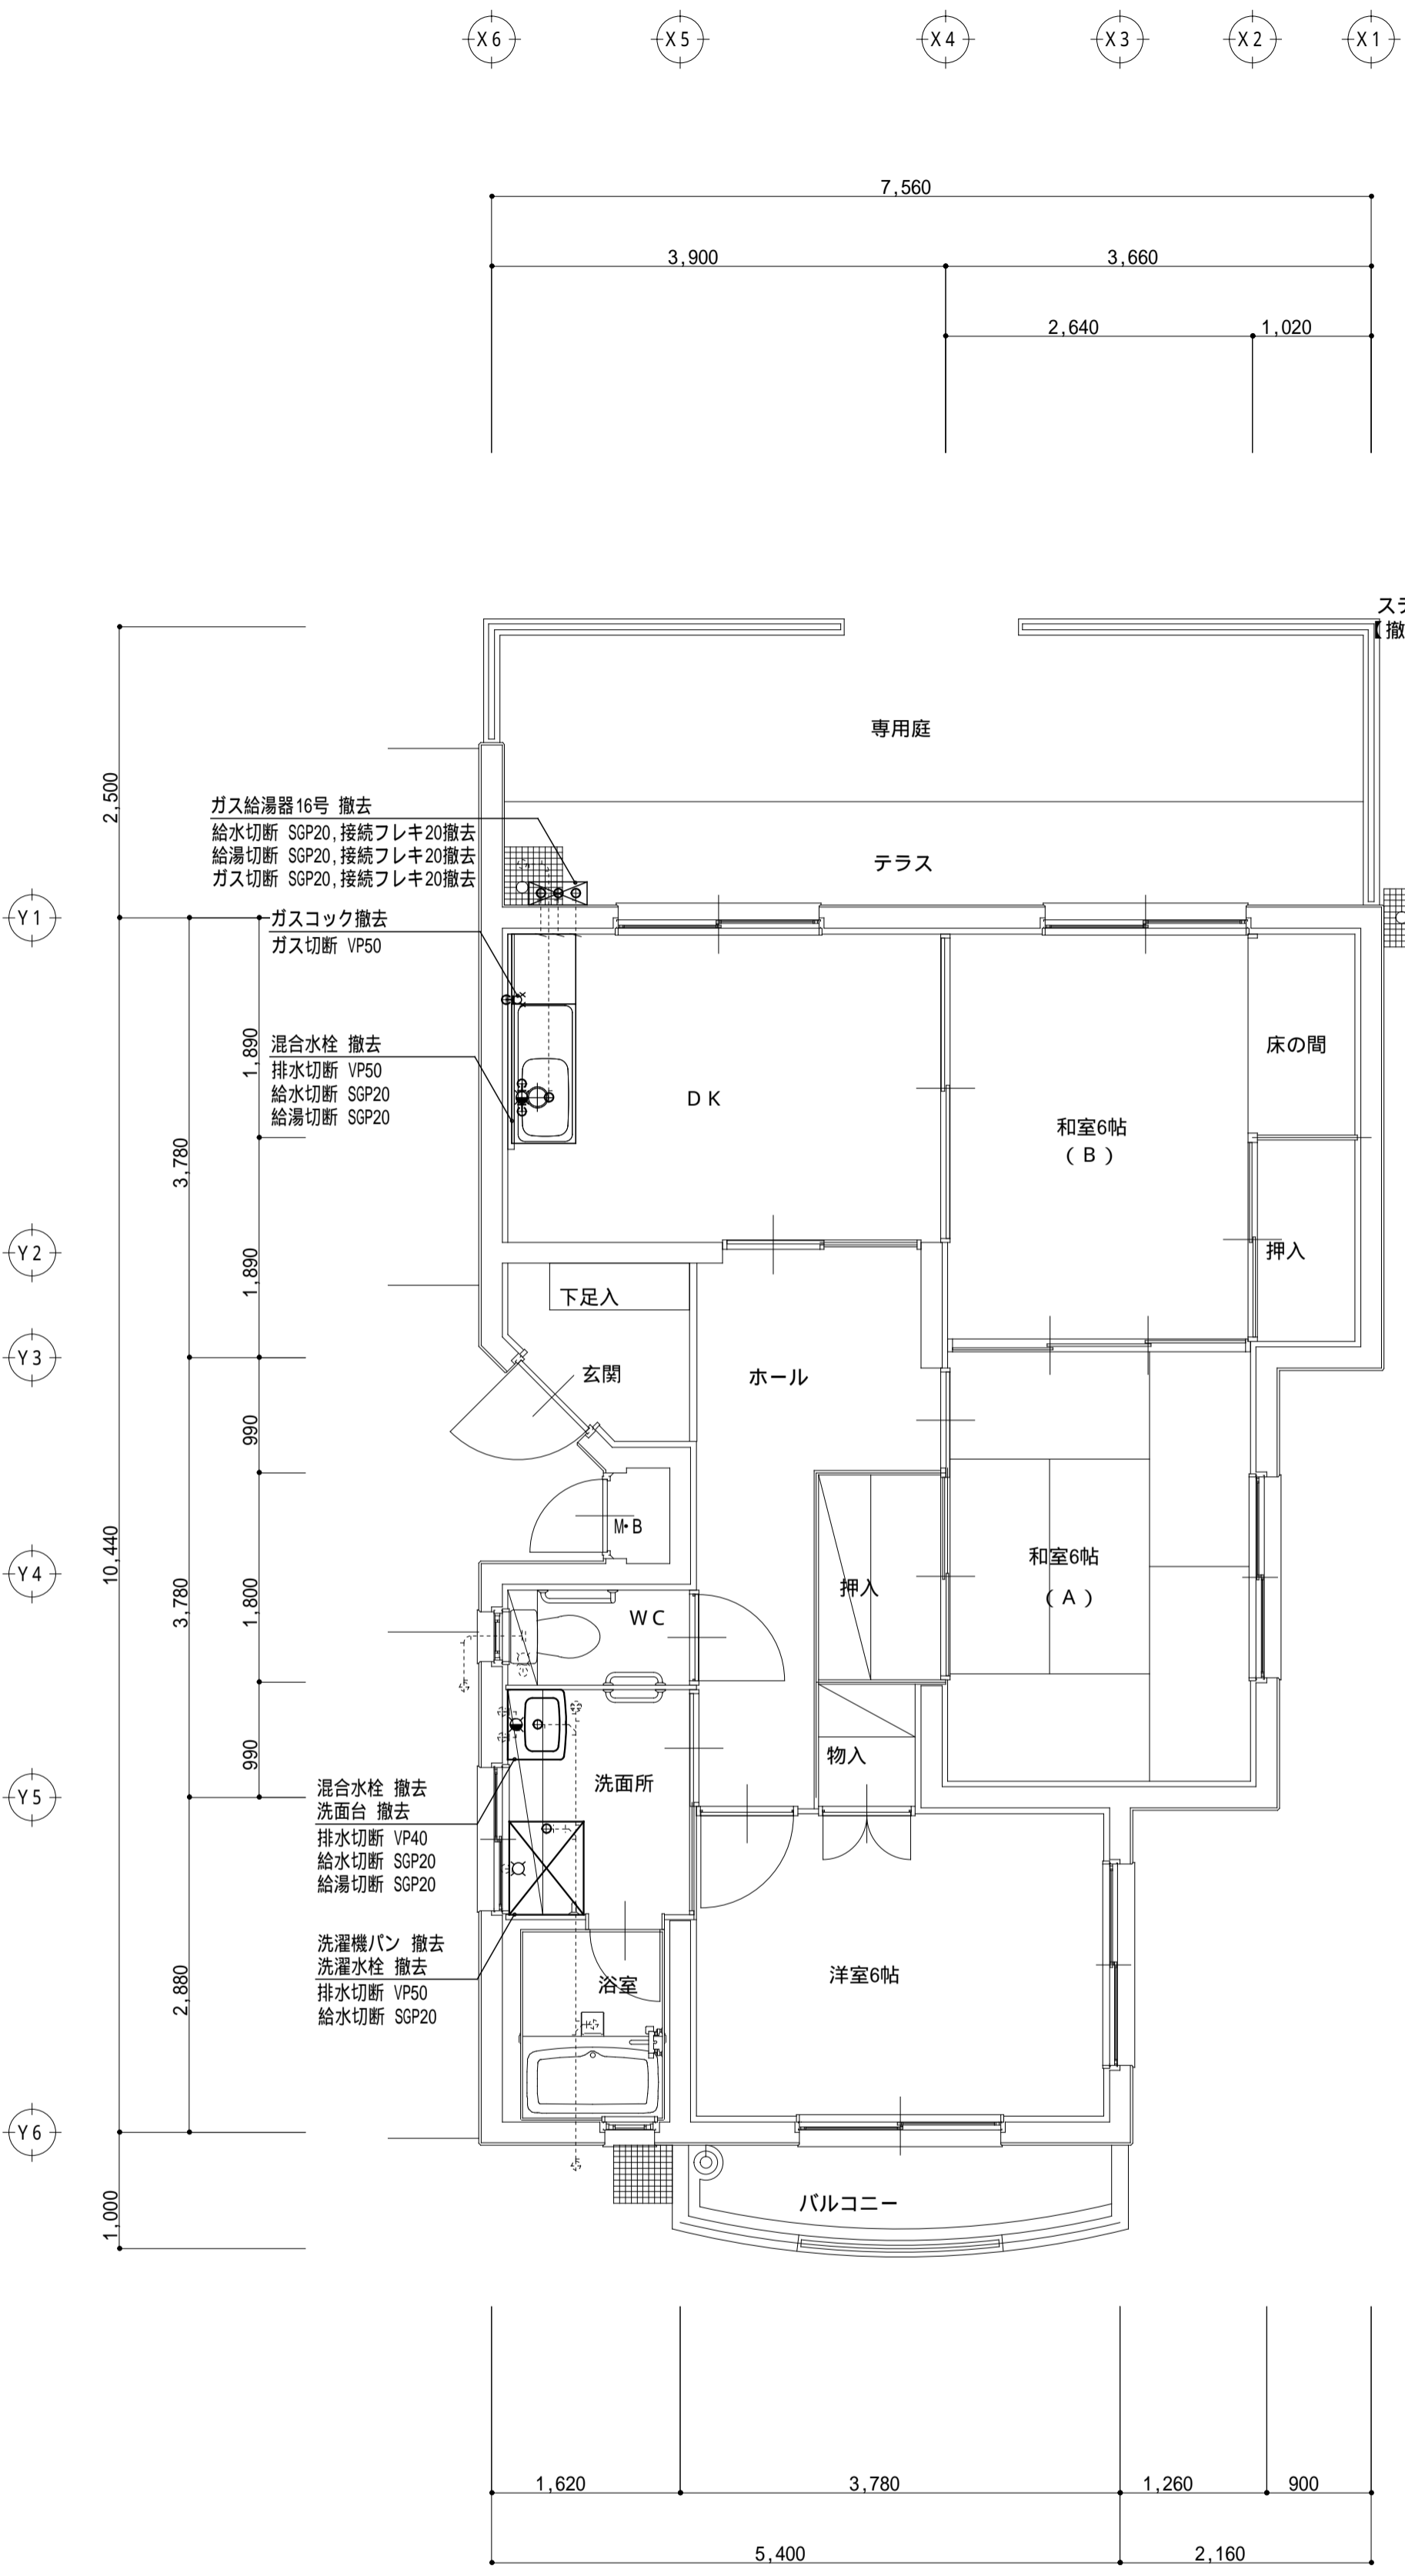 X6 X5 X4 X3 X2 X1
7,560
3,900 3,660
2,640 1,020
【撤
専用庭
2,500
ガス給湯器16号 撤去
給水切断 SGP20,接続フレキ20撤去
給湯切断 SGP20,接続フレキ20撤去
ガス切断 SGP20,接続フレキ20撤去
テラス
Y1
ガスコック撤去
ガス切断 VP50
1,890
混合水栓 撤去
排水切断 VP50
給水切断 SGP20
給湯切断 SGP20
DK
床の間
和室6帖
(B)
3,780
Y2
1,890
押入
下足入
Y3
玄関
ホール
990
M・B
10,440
Y4
和室6帖
(A)
押入
3,780
1,800
WC
990
物入
洗面所
Y5
混合水栓 撤去
洗面台 撤去
排水切断 VP40
給水切断 SGP20
給湯切断 SGP20
洗濯機パン 撤去
洗濯水栓 撤去
排水切断 VP50
給水切断 SGP20
2,880
浴室
洋室6帖
Y6
1,000
バルコニー
1,620 3,780 1,260 900
5,400 2,160